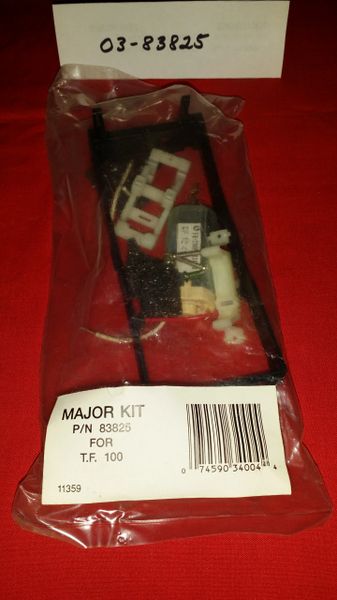 03-83825
MAJOR KIT
P/N 83825
FOR
T.F. 100
11359
0 74590 34004 4